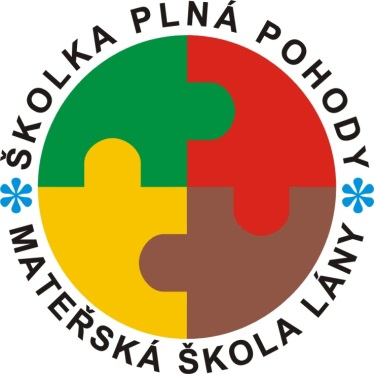 ŠKOLKA PLNÁ POHODY
MATEŘSKÁ ŠKOLA LÁNY